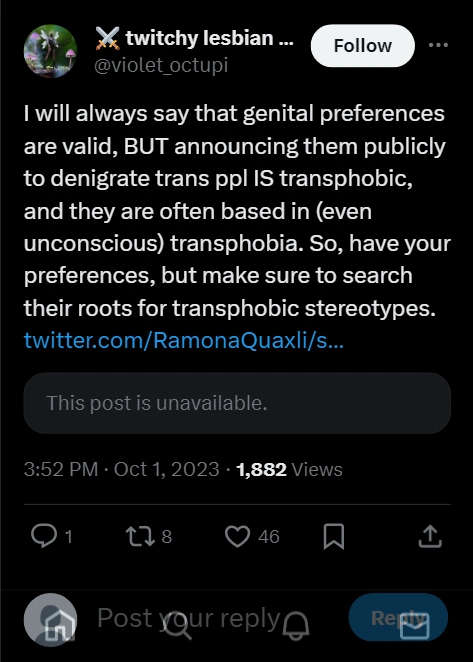 ⚔️ twitchy lesbian ...
Follow
@violet_octupi
I will always say that genital preferences
are valid, BUT announcing them publicly
to denigrate trans ppl IS transphobic,
and they are often based in (even
unconscious) transphobia. So, have your
preferences, but make sure to search
their roots for transphobic stereotypes.
twitter.com/RamonaQuaxli/s...
This post is unavailable.
3:52 PM · Oct 1, 2023 · 1,882 Views
1 8 46
Post your reply
Reply